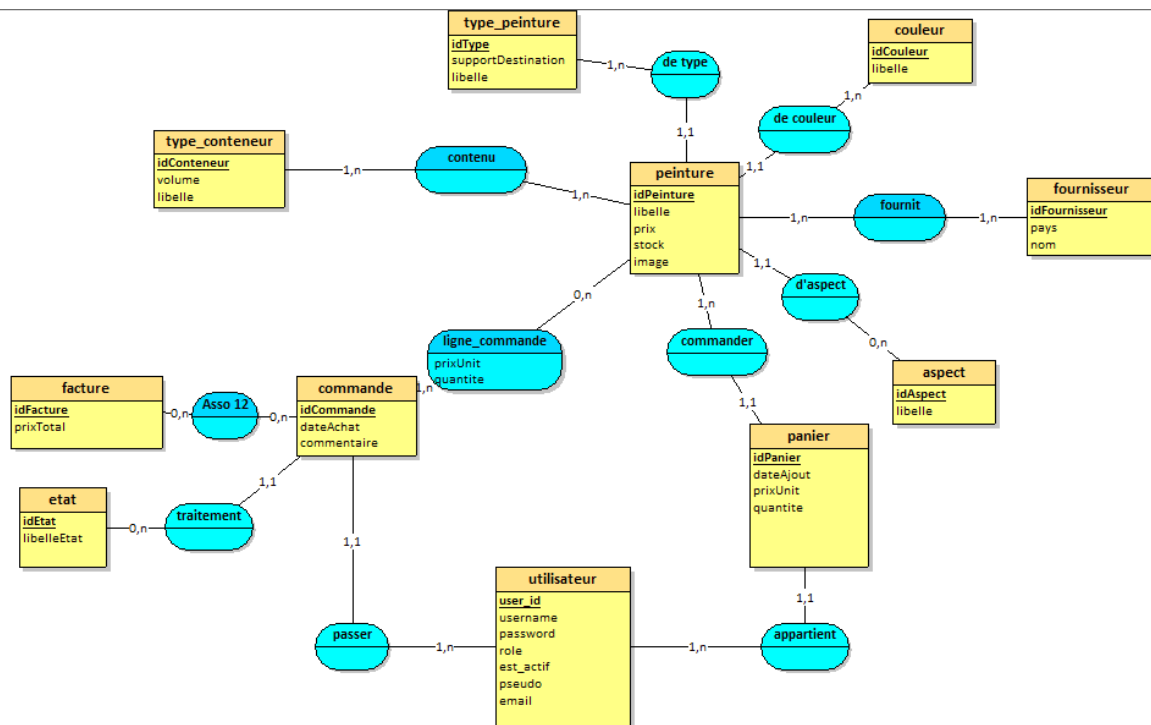 type_peinture
idType
supportDestination
libelle
1,n
de type
1,1
couleur
idCouleur
libelle
1,n
de couleur
1,1
type_conteneur
idConteneur
volume
libelle
1,n
contenu
1,n
peinture
idPeinture
libelle
prix
stock
image
1,n
fournit
1,n
fournisseur
idFournisseur
pays
nom
1,1
d'aspect
0,n
aspect
idAspect
libelle
0,n
ligne_commande
prixUnit
quantite
1,n
1,n
commander
1,1
facture
idFacture
prixTotal
0,n
Asso 12
0,n
commande
idCommande
dateAchat
commentaire
panier
idPanier
dateAjout
prixUnit
quantite
etat
idEtat
libelleEtat
0,n
traitement
1,1
1,1
passer
1,n
utilisateur
user_id
username
password
role
est_actif
pseudo
email
1,n
appartient
1,1